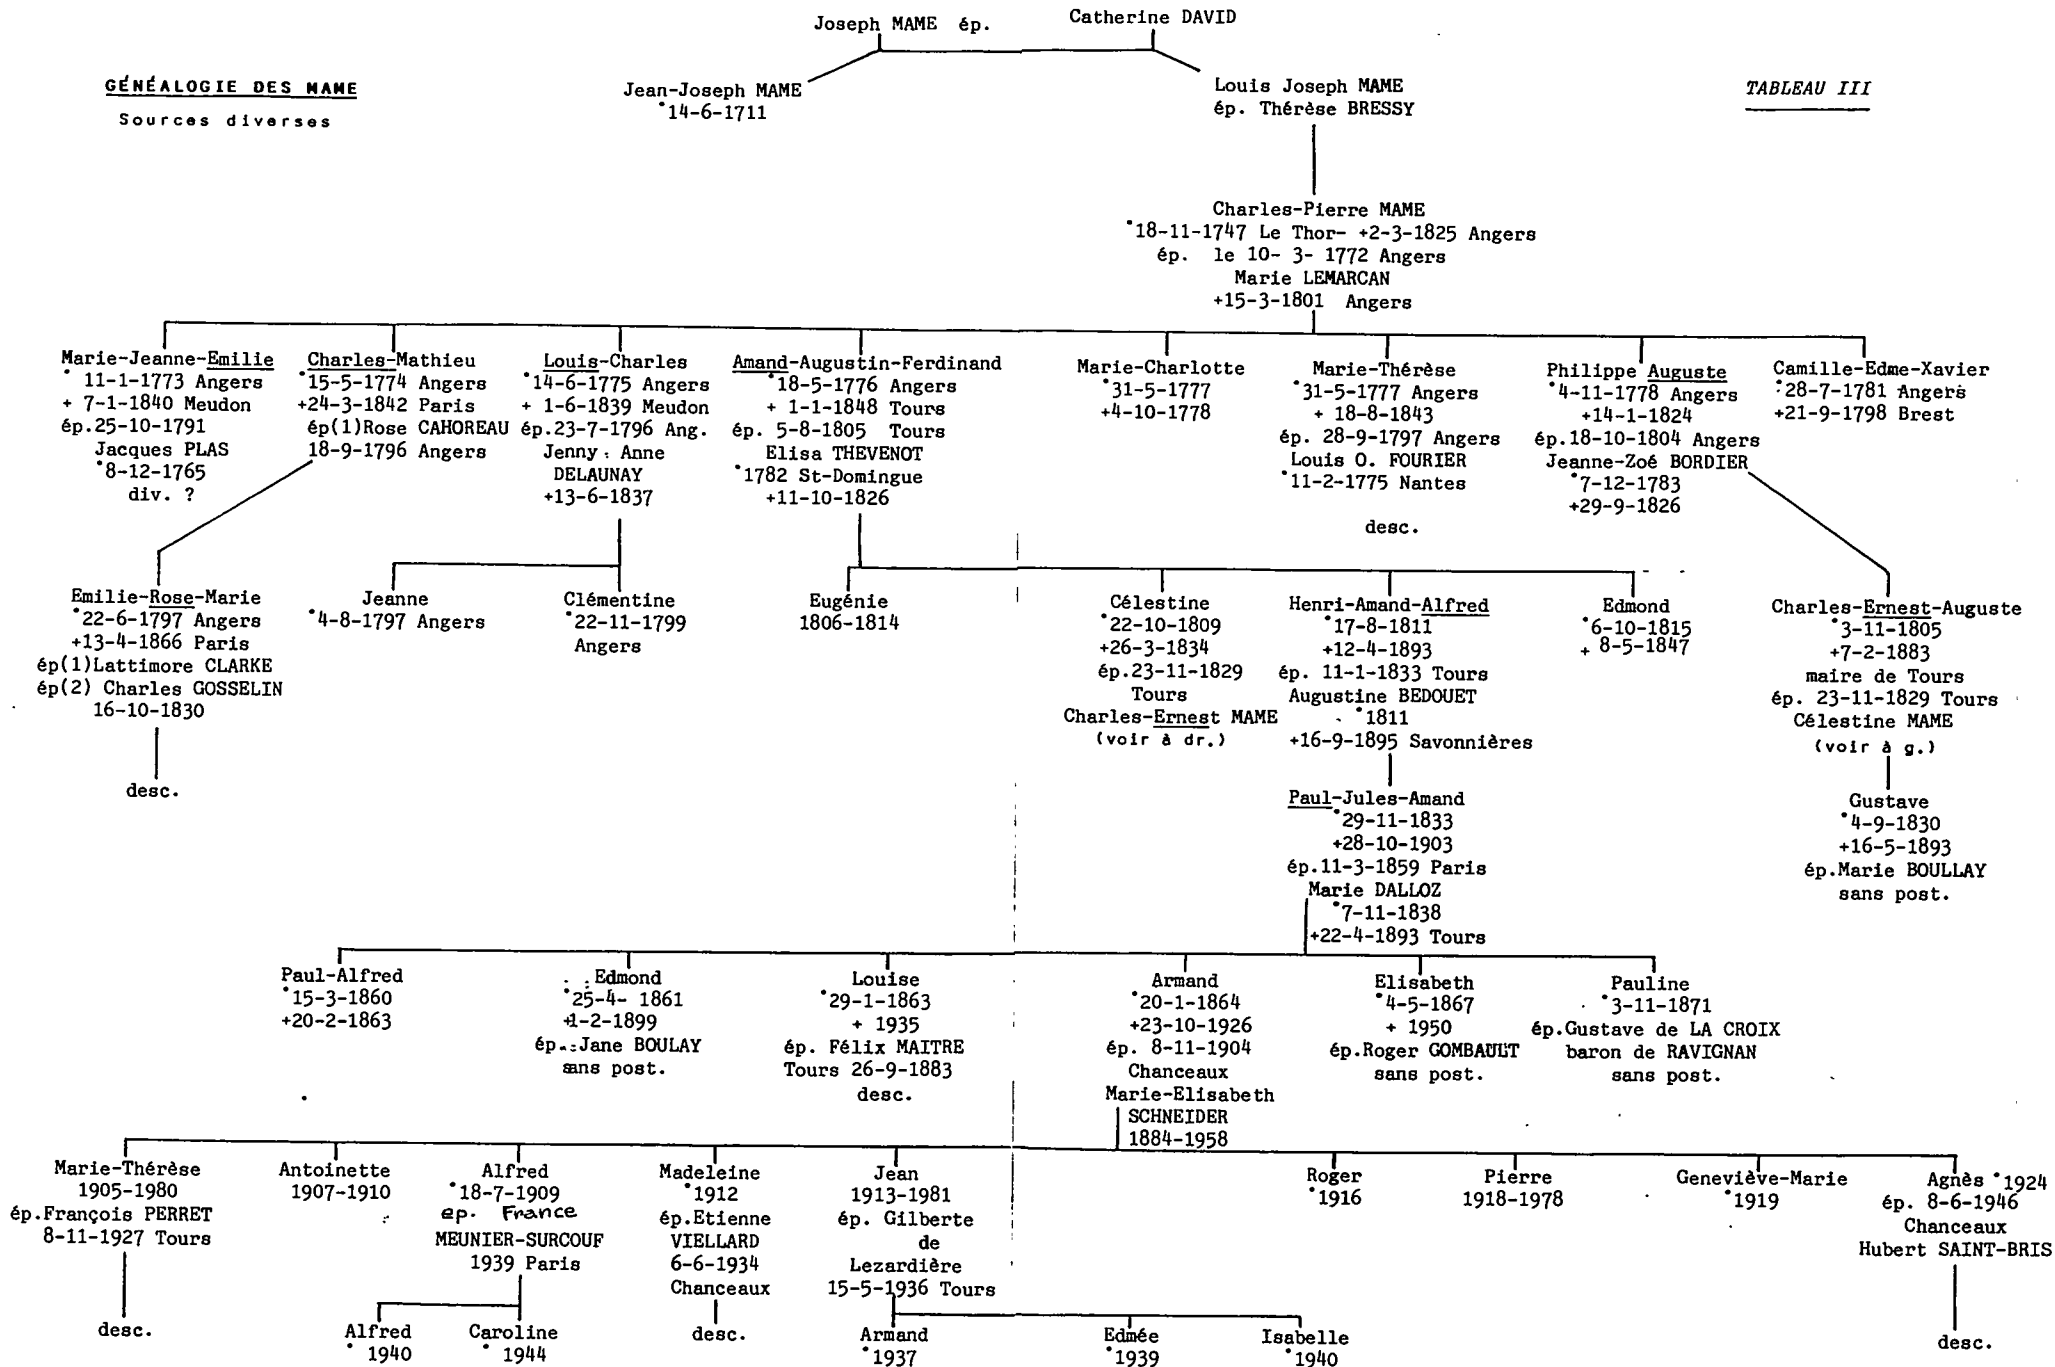 Joseph MAME ép. Catherine DAVID
GÉNÉALOGIE DES MAME
Sources diverses
TABLEAU III
Jean-Joseph MAME
°14-6-1711
Louis Joseph MAME
ép. Thérèse BRESSY
Charles-Pierre MAME
°18-11-1747 Le Thor- +2-3-1825 Angers
ép. le 10- 3- 1772 Angers
Marie LEMARCAN
+15-3-1801 Angers
Marie-Jeanne-Emilie
° 11-1-1773 Angers
+ 7-1-1840 Meudon
ép.25-10-1791
Jacques PLAS
°8-12-1765
div. ?
Charles-Mathieu
°15-5-1774 Angers
+24-3-1842 Paris
ép(1)Rose CAHOREAU
18-9-1796 Angers
Louis-Charles
°14-6-1775 Angers
+ 1-6-1839 Meudon
ép.23-7-1796 Ang.
Jenny Anne
DELAUNAY
+13-6-1837
Amand-Augustin-Ferdinand
°18-5-1776 Angers
+ 1-1-1848 Tours
ép. 5-8-1805 Tours
Elisa THEVENOT
°1782 St-Domingue
+11-10-1826
Marie-Charlotte
°31-5-1777
+4-10-1778
Marie-Thérèse
°31-5-1777 Angers
+ 18-8-1843
ép. 28-9-1797 Angers
Louis O. FOURIER
°11-2-1775 Nantes
desc.
Philippe Auguste
°4-11-1778 Angers
+14-1-1824
ép.18-10-1804 Angers
Jeanne-Zoé BORDIER
°7-12-1783
+29-9-1826
Camille-Edme-Xavier
°28-7-1781 Angers
+21-9-1798 Brest
Emilie-Rose-Marie
°22-6-1797 Angers
+13-4-1866 Paris
ép(1)Lattimore CLARKE
ép(2) Charles GOSSELIN
16-10-1830
desc.
Jeanne
°4-8-1797 Angers
Clémentine
°22-11-1799
Angers
Eugénie
1806-1814
Célestine
°22-10-1809
+26-3-1834
ép.23-11-1829
Tours
Charles-Ernest MAME
(voir à dr.)
Henri-Amand-Alfred
°17-8-1811
+12-4-1893
ép. 11-1-1833 Tours
Augustine BEDOUET
°1811
+16-9-1895 Savonnières
Edmond
°6-10-1815
+ 8-5-1847
Charles-Ernest-Auguste
°3-11-1805
+7-2-1883
maire de Tours
ép. 23-11-1829 Tours
Célestine MAME
(voir à g.)
Paul-Jules-Amand
°29-11-1833
+28-10-1903
ép.11-3-1859 Paris
Marie DALLOZ
°7-11-1838
+22-4-1893 Tours
Gustave
°4-9-1830
+16-5-1893
ép.Marie BOULLAY
sans post.
Paul-Alfred
°15-3-1860
+20-2-1863
Edmond
°25-4- 1861
+1-2-1899
ép. Jane BOULAY
sans post.
Louise
°29-1-1863
+ 1935
ép. Félix MAITRE
Tours 26-9-1883
desc.
Armand
°20-1-1864
+23-10-1926
ép. 8-11-1904
Chanceaux
Marie-Elisabeth
SCHNEIDER
1884-1958
Elisabeth
°4-5-1867
+ 1950
ép.Roger GOMBAULT
sans post.
Pauline
°3-11-1871
ép.Gustave de LA CROIX
baron de RAVIGNAN
sans post.
Marie-Thérèse
1905-1980
ép.François PERRET
8-11-1927 Tours
desc.
Antoinette
1907-1910
Alfred
°18-7-1909
ep. France
MEUNIER-SURCOUF
1939 Paris
Madeleine
°1912
ép.Etienne
VIELLARD
6-6-1934
Chanceaux
desc.
Jean
1913-1981
ép. Gilberte
de
Lezardière
15-5-1936 Tours
Roger
°1916
Pierre
1918-1978
Geneviève-Marie
°1919
Agnès °1924
ép. 8-6-1946
Chanceaux
Hubert SAINT-BRIS
desc.
Alfred
° 1940
Caroline
° 1944
Armand
°1937
Edmée
°1939
Isabelle
°1940